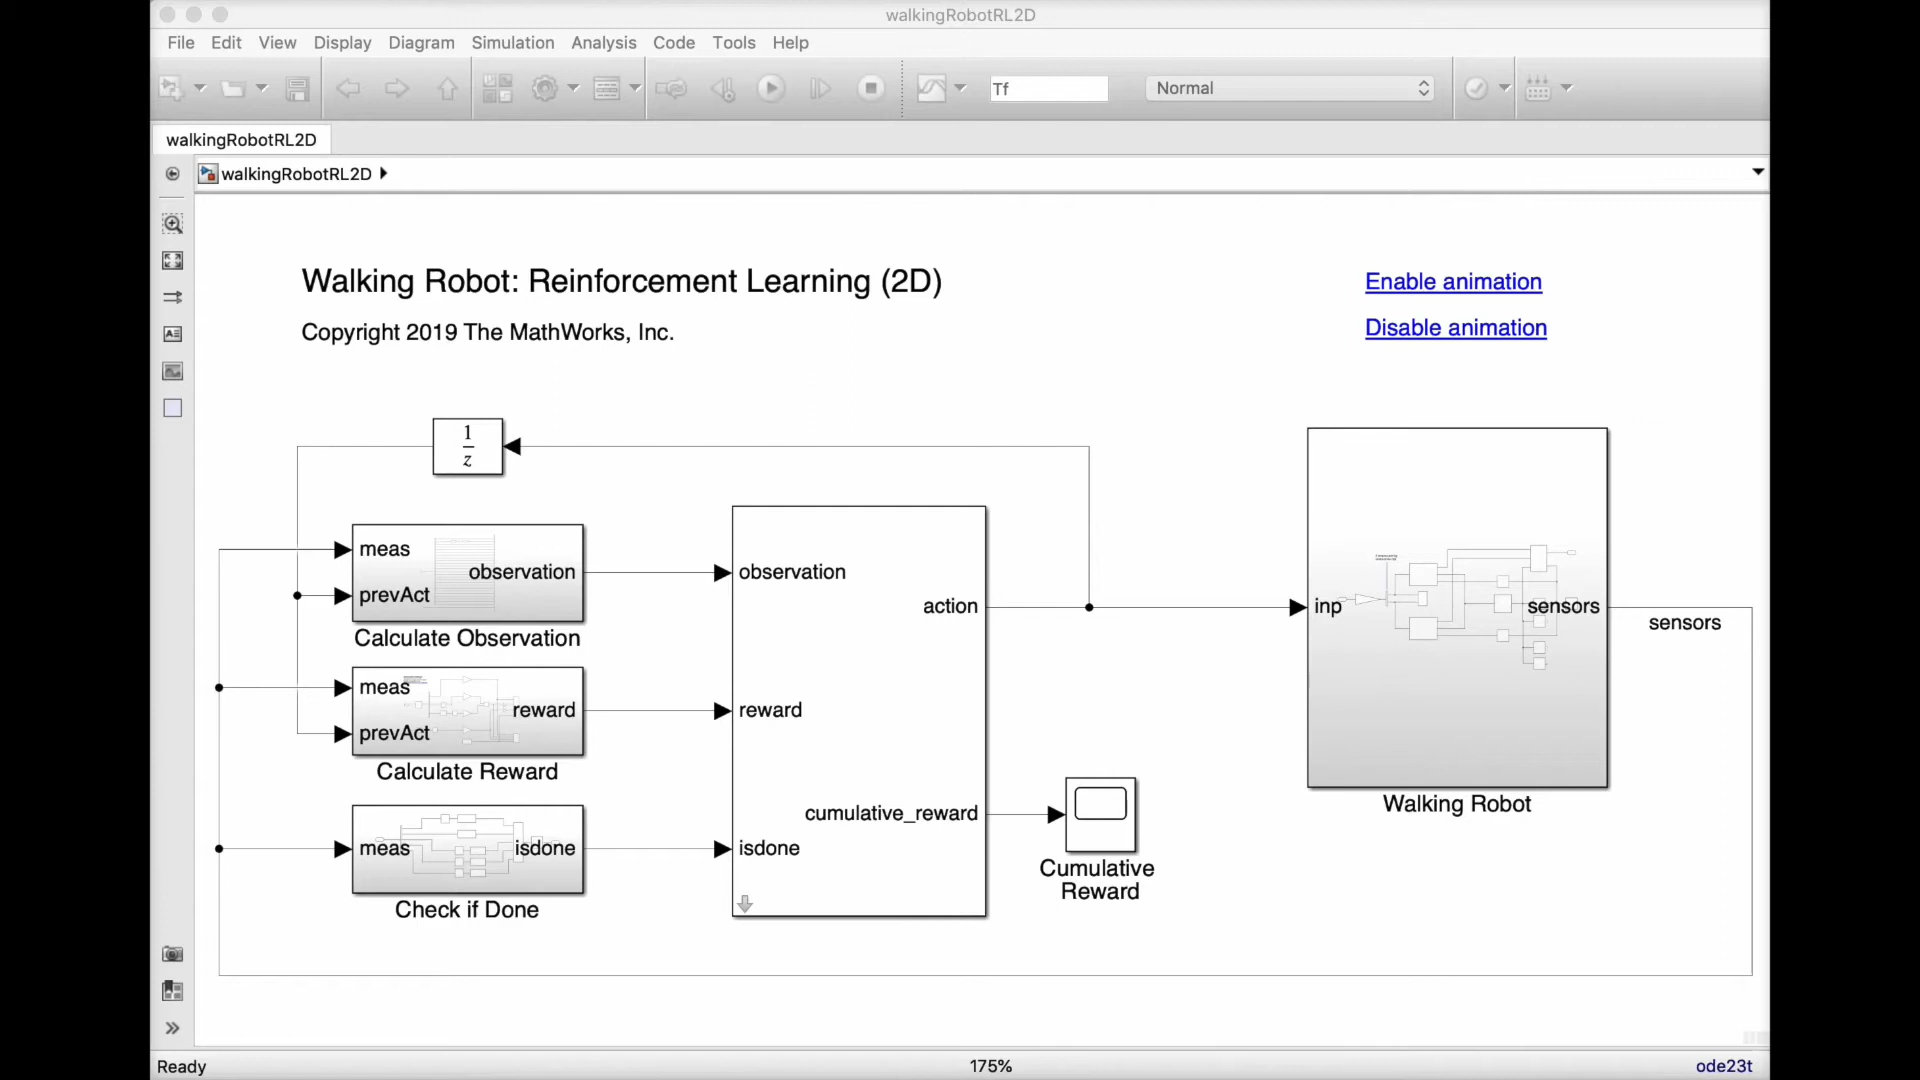 walkingRobotRL2D
File Edit View Display Diagram Simulation Analysis Code Tools Help
Tf
Normal
walkingRobotRL2D
walkingRobotRL2D
Walking Robot: Reinforcement Learning (2D)
Copyright 2019 The MathWorks, Inc.
Enable animation
Disable animation
1
z
meas
prevAct
observation
Calculate Observation
meas
prevAct
reward
Calculate Reward
meas
isdone
Check if Done
observation
reward
isdone
action
cumulative_reward
Cumulative
Reward
inp
sensors
Walking Robot
sensors
Ready
175%
ode23t